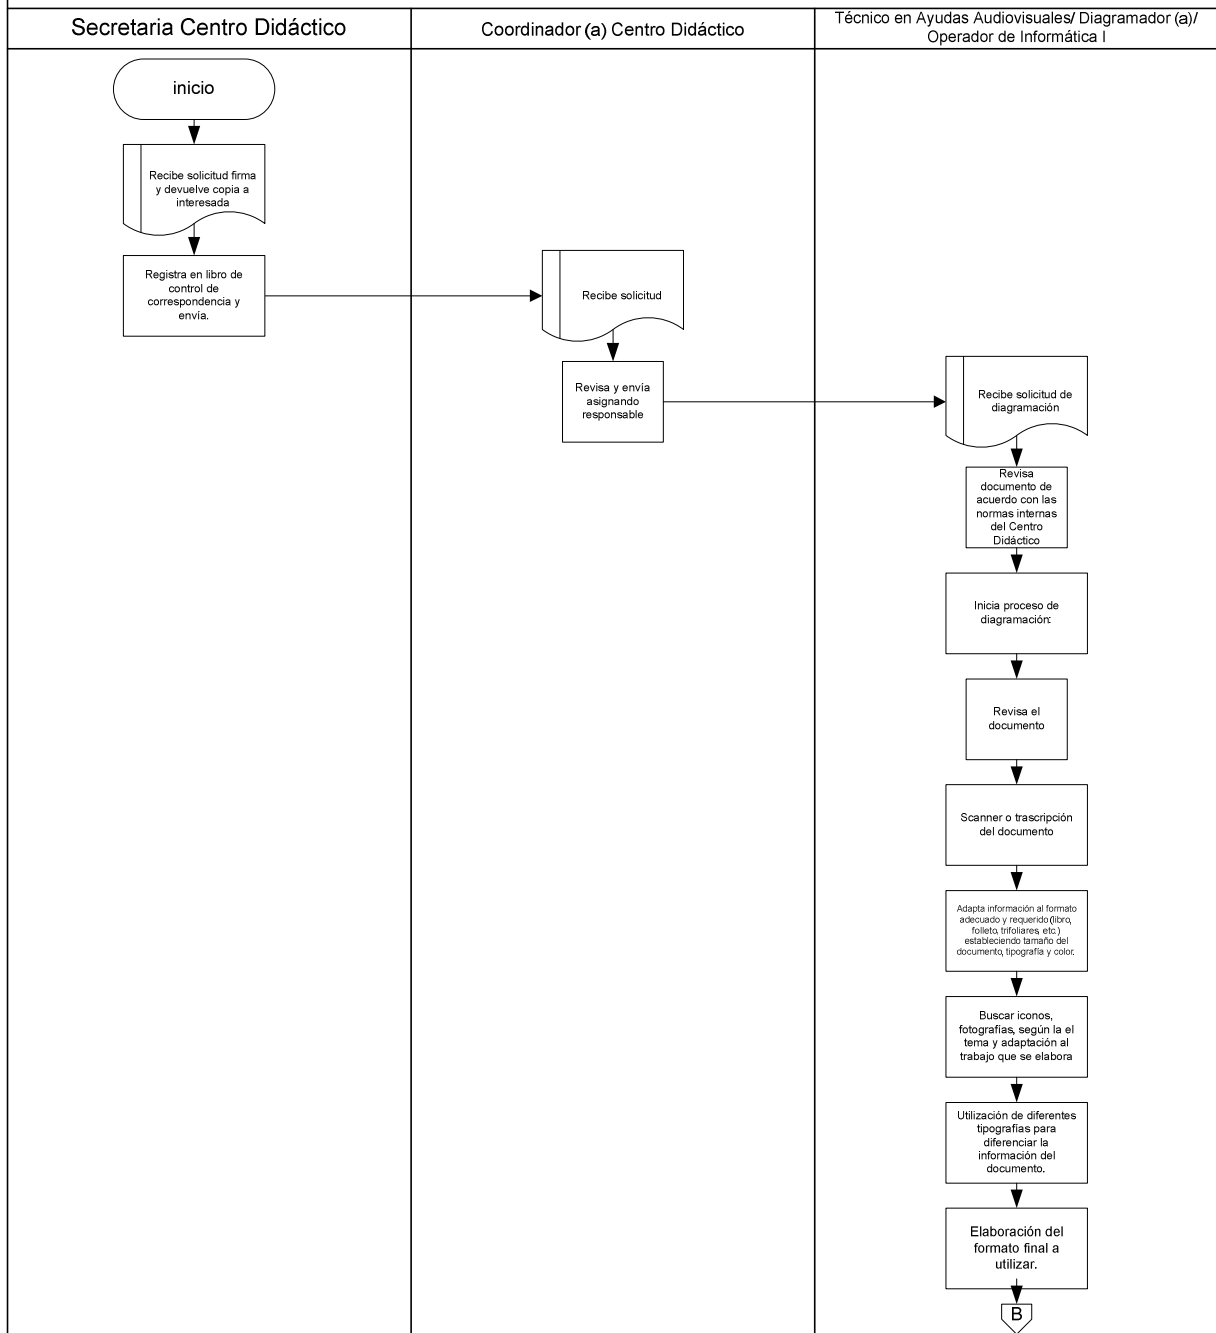 Secretaria Centro Didáctico
Coordinador (a) Centro Didáctico
Técnico en Ayudas Audiovisuales/ Diagramador (a)/
Operador de Informática I
inicio
Recibe solicitud firma
y devuelve copia a
interesada
Registra en libro de
control de
correspondencia y
envía.
Recibe solicitud
Revisa y envía
asignando
responsable
Recibe solicitud de
diagramación
Revisa
documento de
acuerdo con las
normas internas
del Centro
Didáctico
Inicia proceso de
diagramación:
Revisa el
documento
Scanner o trascripción
del documento
Adapta información al formato
adecuado y requerido (libro,
folleto, trifoliares, etc.)
estableciendo tamaño del
documento, tipografía y color.
Buscar iconos,
fotografías, según la el
tema y adaptación al
trabajo que se elabora
Utilización de diferentes
tipografías para
diferenciar la
información del
documento.
Elaboración del
formato final a
utilizar.
B